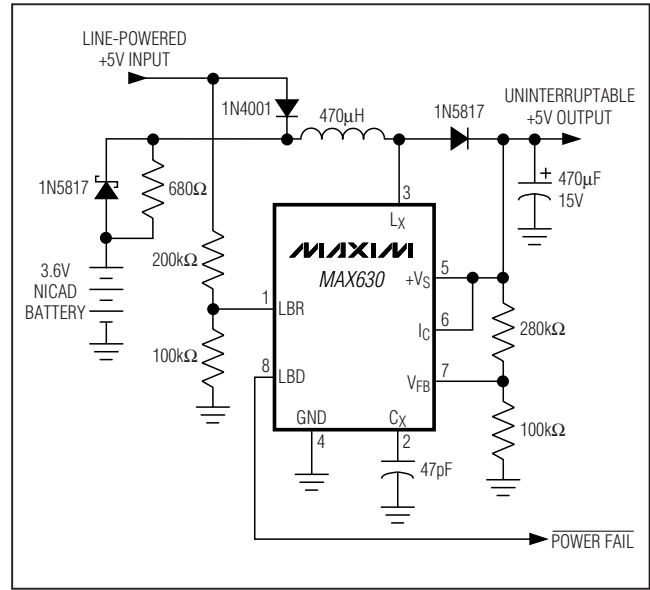 LINE-POWERED
+5V INPUT
1N4001
470μH
1N5817
UNINTERRUPTABLE
+5V OUTPUT
1N5817
680Ω
3
LX
+
470μF
15V
MAXIM
MAX630
200kΩ
3.6V
NICAD
BATTERY
1
LBR
5
+VS
6
IC
280kΩ
100kΩ
8
LBD
7
VFB
100kΩ
GND
4
CX
2
47pF
POWER FAIL